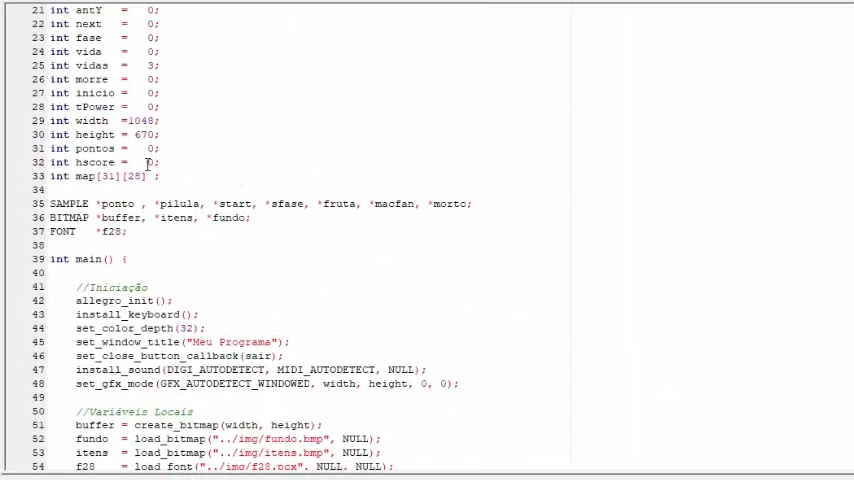 21 int antY  =   0;
22 int next  =   0;
23 int fase  =   0;
24 int vida  =   0;
25 int vidas  =   3;
26 int morre  =   0;
27 int inicio =   0;
28 int tPower =   0;
29 int width  =1048;
30 int height = 670;
31 int pontos =   0;
32 int hscore =   0;
33 int map[31][28] ;
34
35 SAMPLE *ponto , *pilula, *start, *sfase, *fruta, *macfan, *morto;
36 BITMAP *buffer, *itens, *fundo;
37 FONT   *f28;
38
39 int main() {
40
41     //Iniciação
42     allegro_init();
43     install_keyboard();
44     set_color_depth(32);
45     set_window_title("Meu Programa");
46     set_close_button_callback(sair);
47     install_sound(DIGI_AUTODETECT, MIDI_AUTODETECT, NULL);
48     set_gfx_mode(GFX_AUTODETECT_WINDOWED, width, height, 0, 0);
49
50     //Variáveis Locais
51     buffer = create_bitmap(width, height);
52     fundo  = load_bitmap("../img/fundo.bmp", NULL);
53     itens  = load_bitmap("../img/itens.bmp", NULL);
54     f28    = load_font("../img/f28.pcx", NULL, NULL);